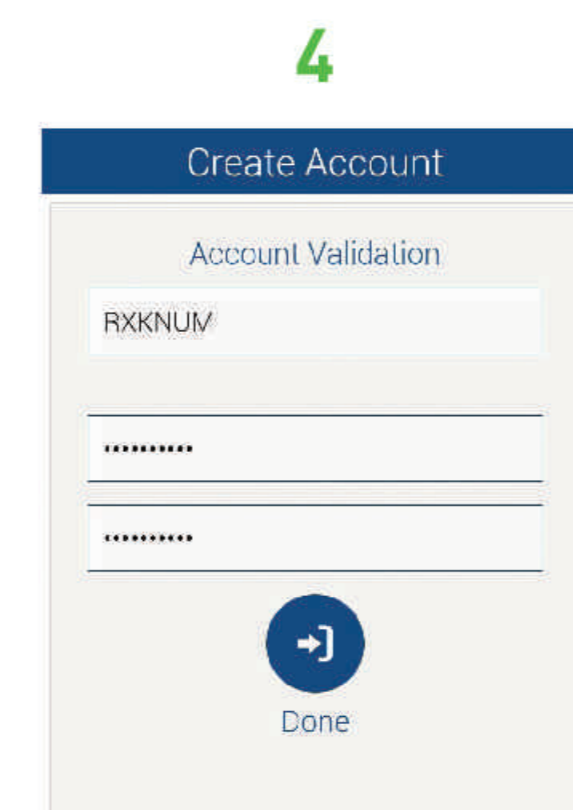 4
Create Account
Account Validation
RXKNUM
••••••••••
••••••••••
Done